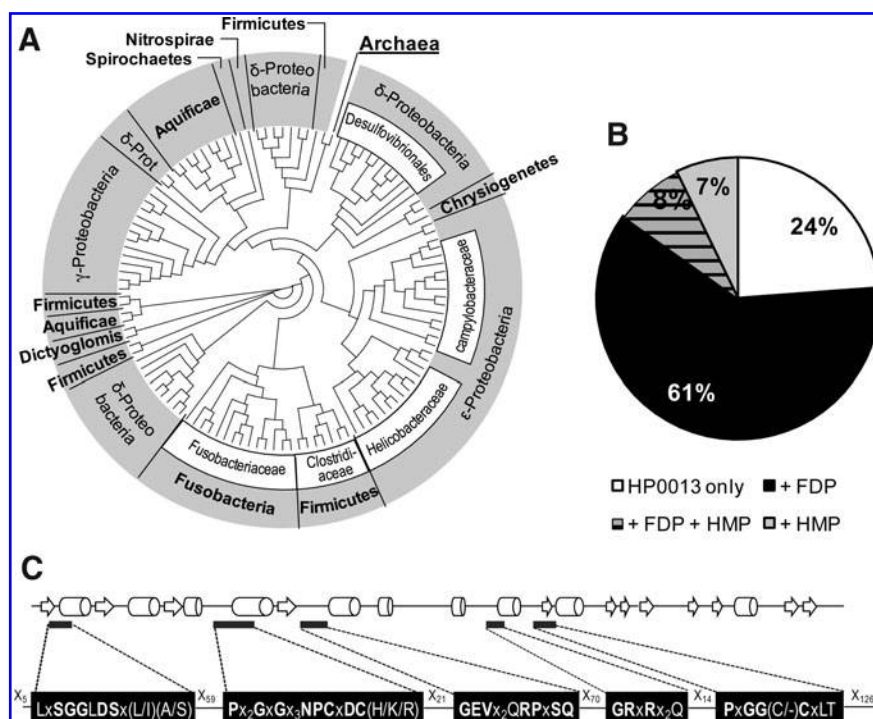 A
Firmicutes
Nitrospirae
Spirochaetes
Archaea
δ-Proteo
bacteria
δ-Proteobacteria
Desulfovibrionales
Aquificae
δ-Prot
Chrysiogenetes
γ-Proteobacteria
campylobacteraceae
ε-Proteobacteria
Firmicutes
Aquificae
Dictyoglomis
Firmicutes
δ-Proteo
bacteria
Helicobacteraceae
Fusobacteriaceae
Clostridi-
aceae
Fusobacteria
Firmicutes
B
7%
8%
24%
61%
HP0013 only
+ FDP
+ FDP + HMP
+ HMP
C
X5 LxSGGLDSx(L/I)(A/S) X59 Px2GxGx3NPCxDC(H/K/R) X21 GEVx2QRPxSQ X70 GRxRx2Q X14 PxGG(C/-)CxLT X126